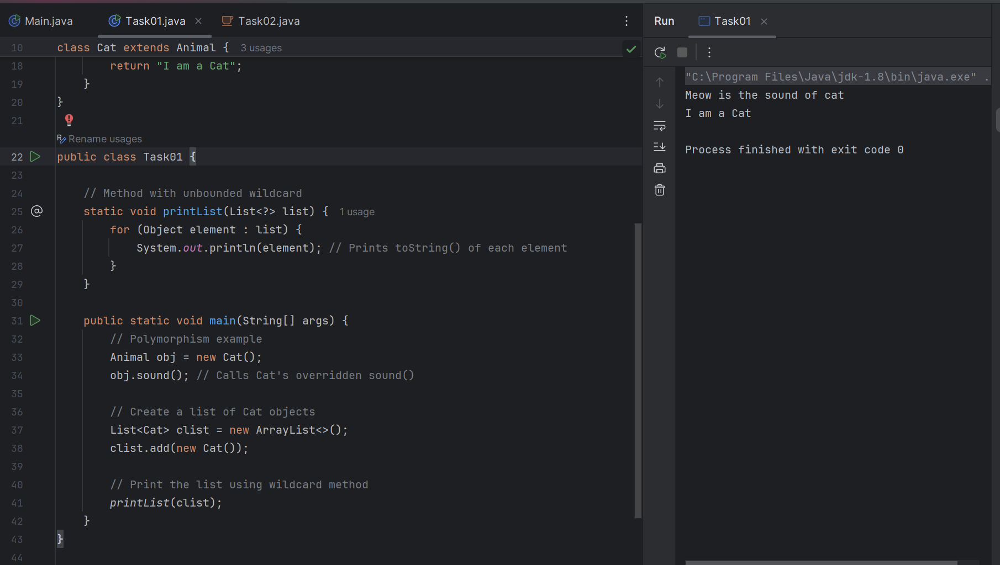 Main.java Task01.java Task02.java
10 class Cat extends Animal { 3 usages
18 return "I am a Cat";
19 }
20 }
21
Rename usages
22 public class Task01 {
23
24 // Method with unbounded wildcard
25 static void printList(List<?> list) { 1 usage
26 for (Object element : list) {
27 System.out.println(element); // Prints toString() of each element
28 }
29 }
30
31 public static void main(String[] args) {
32 // Polymorphism example
33 Animal obj = new Cat();
34 obj.sound(); // Calls Cat's overridden sound()
35
36 // Create a list of Cat objects
37 List<Cat> clist = new ArrayList<>();
38 clist.add(new Cat());
39
40 // Print the list using wildcard method
41 printList(clist);
42 }
43 }
44
Run Task01
"C:\Program Files\Java\jdk-1.8\bin\java.exe" .
Meow is the sound of cat
I am a Cat
Process finished with exit code 0